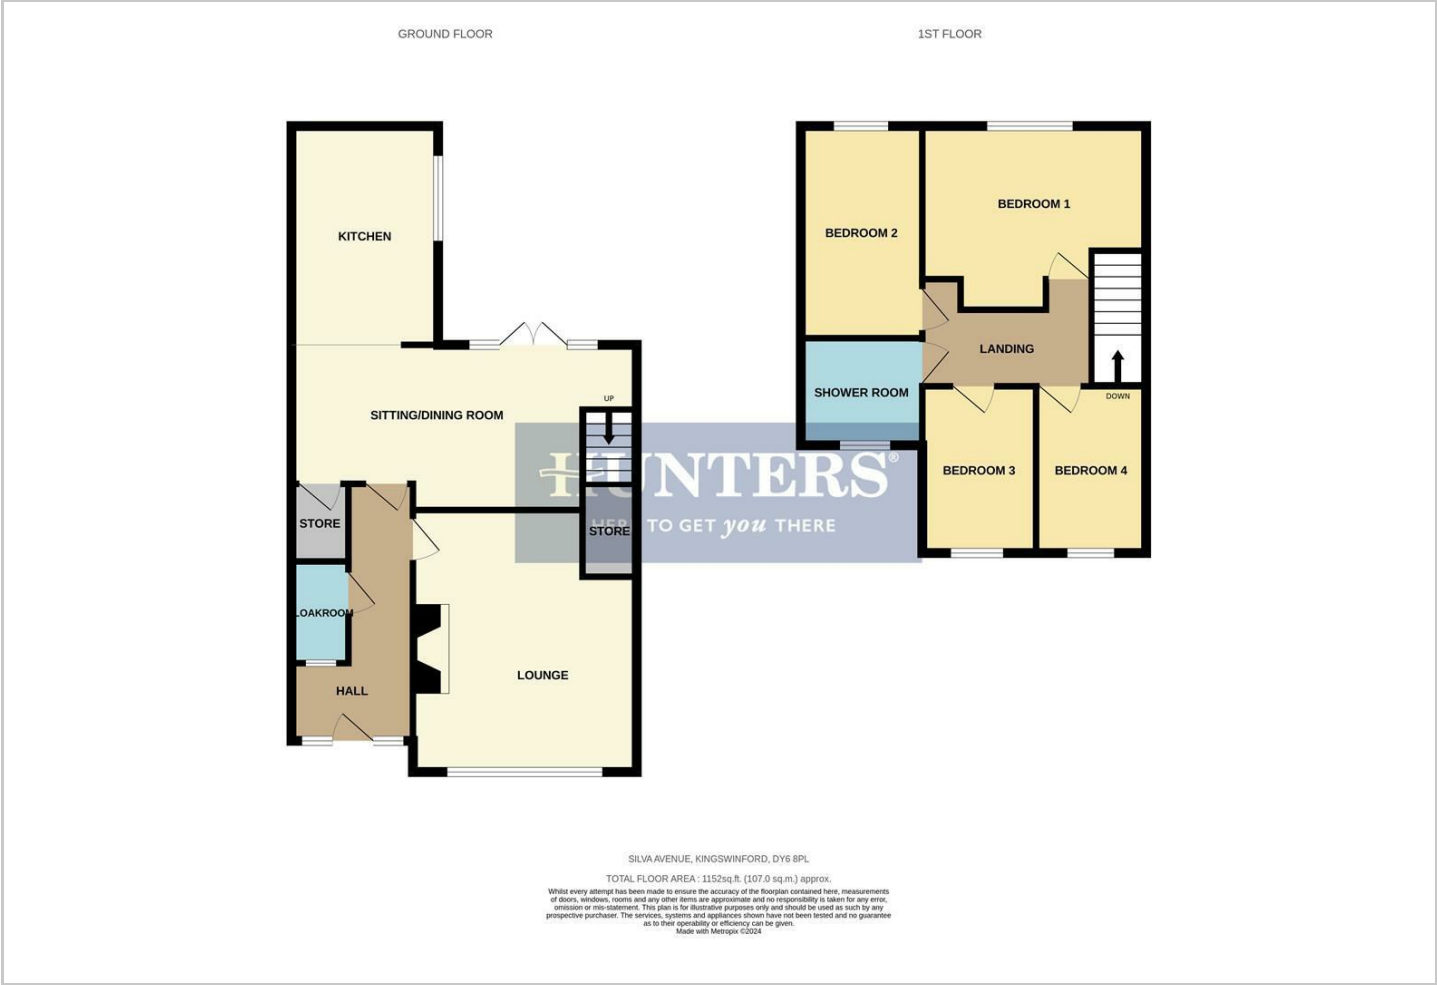 GROUND FLOOR
1ST FLOOR
KITCHEN
SITTING/DINING ROOM
UP
STORE
STORE
LOAKROOM
HALL
LOUNGE
BEDROOM 1
BEDROOM 2
LANDING
SHOWER ROOM
DOWN
BEDROOM 3
BEDROOM 4
HUNTERS®
HERE TO GET you THERE
SILVA AVENUE, KINGSWINFORD, DY6 8PL
TOTAL FLOOR AREA : 1152sq.ft. (107.0 sq.m.) approx.
Whilst every attempt has been made to ensure the accuracy of the floorplan contained here, measurements
of doors, windows, rooms and any other items are approximate and no responsibility is taken for any error,
omission or mis-statement. This plan is for illustrative purposes only and should be used as such by any
prospective purchaser. The services, systems and appliances shown have not been tested and no guarantee
as to their operability or efficiency can be given.
Made with Metropix ©2024